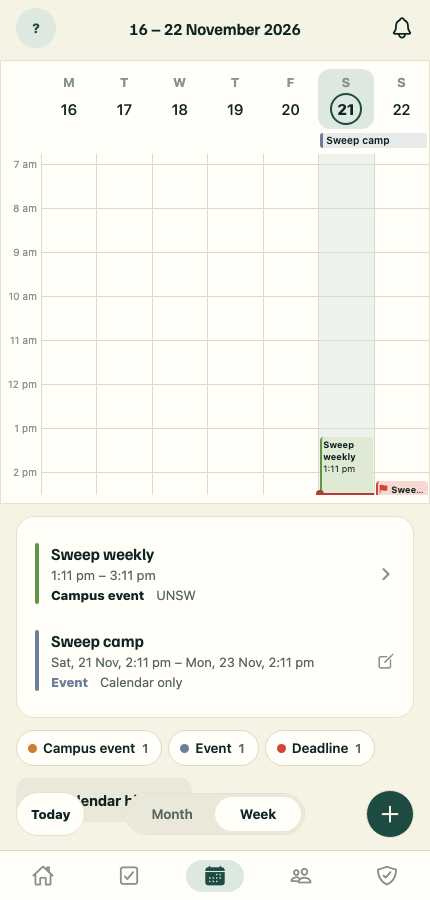 ?
16 – 22 November 2026
M T W T F S S
16 17 18 19 20 21 22
Sweep camp
7 am
8 am
9 am
10 am
11 am
12 pm
1 pm
Sweep
weekly
1:11 pm
2 pm
Swee...
Sweep weekly
1:11 pm – 3:11 pm
Campus event UNSW
Sweep camp
Sat, 21 Nov, 2:11 pm – Mon, 23 Nov, 2:11 pm
Event Calendar only
Campus event 1
Event 1
Deadline 1
Today
Month
Week